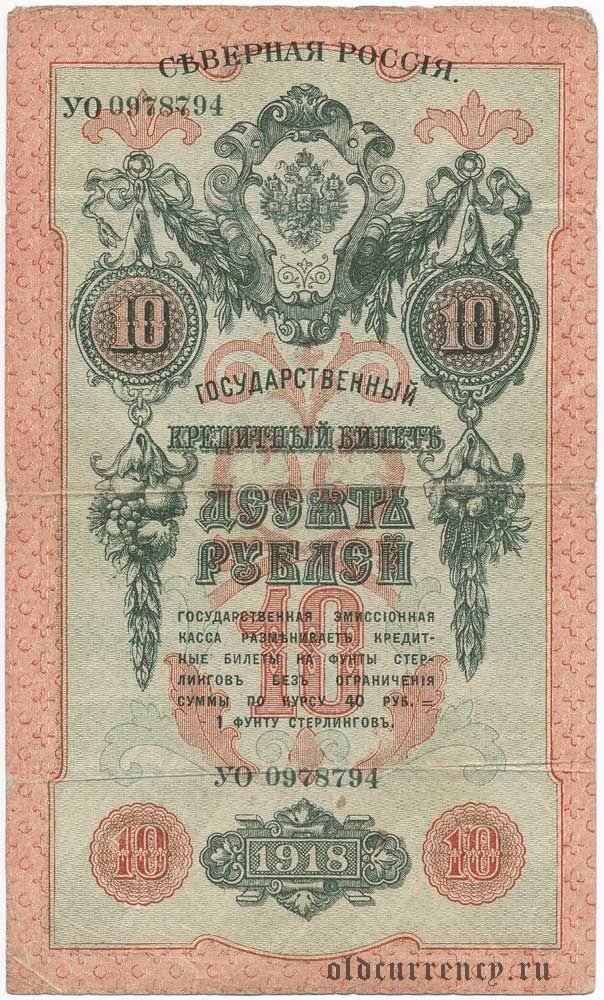 СѢВЕРНАЯ РОССІЯ.
УО 0978794
10 10
ГОСУДАРСТВЕННЫЙ
КРЕДИТНЫЙ БИЛЕТЪ
ДЕСЯТЬ
РУБЛЕЙ
10
ГОСУДАРСТВЕННАЯ ЭМИССІОННАЯ
КАССА РАЗМѢНИВАЕТЪ КРЕДИТ-
НЫЕ БИЛЕТЫ НА ФУНТЫ СТЕР-
ЛИНГОВЪ БЕЗЪ ОГРАНИЧЕНІЯ
СУММЫ ПО КУРСУ 40 РУБ. =
- 1 ФУНТУ СТЕРЛИНГОВЪ.
УО 0978794
10 1918 10
oldcurrency.ru